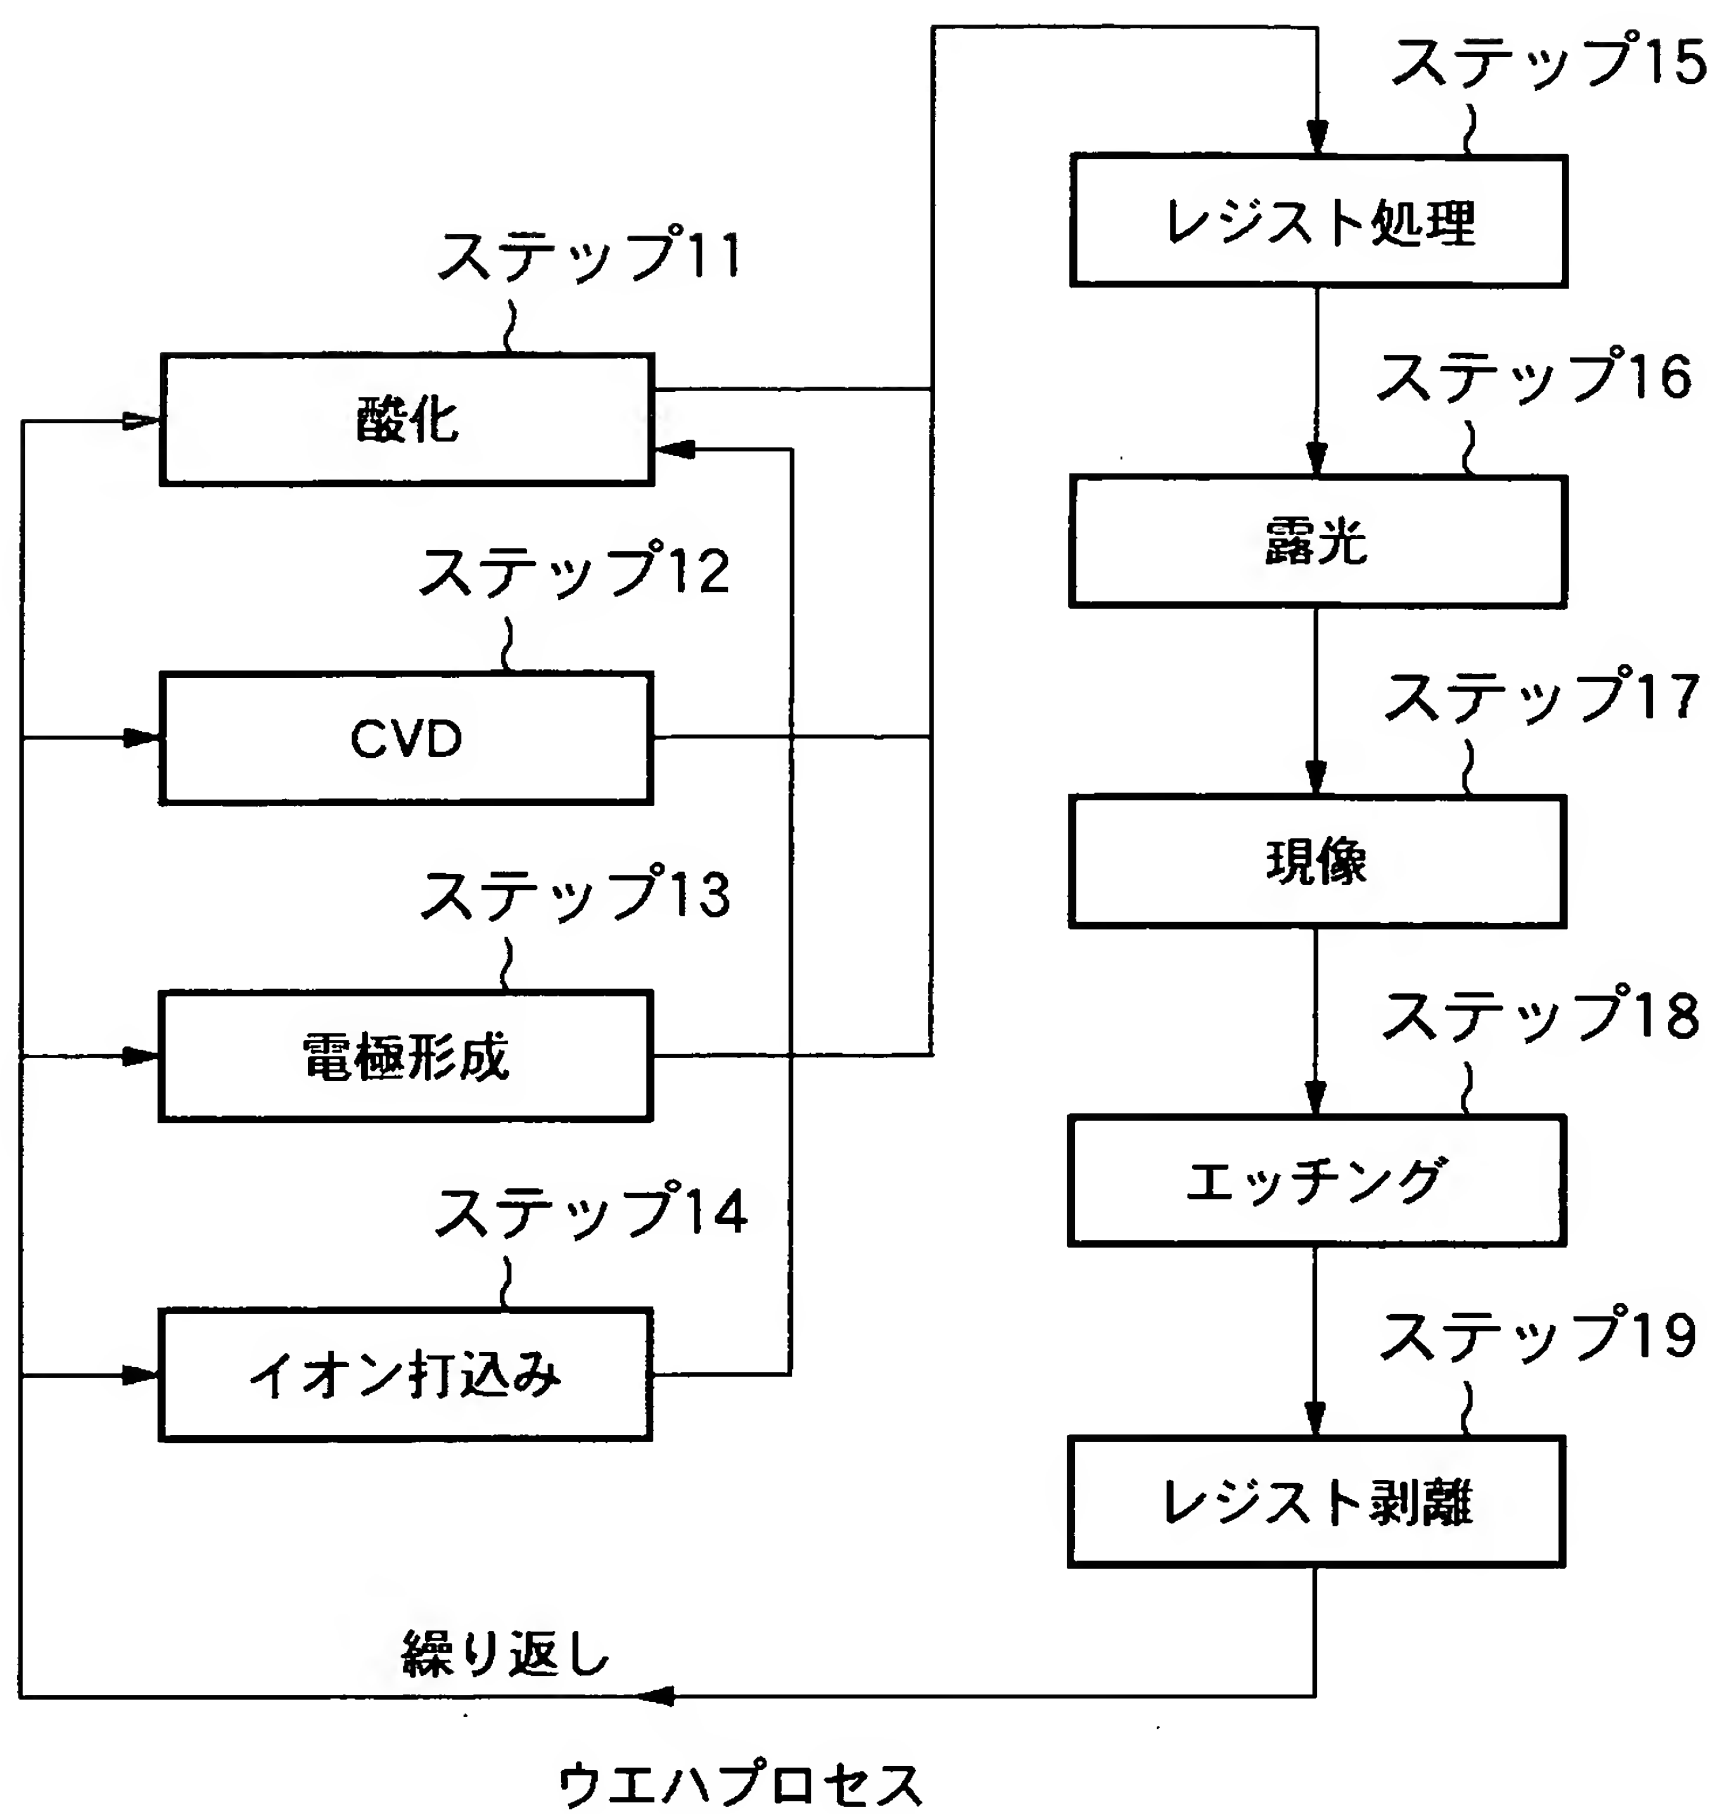 ステップ11
酸化
ステップ12
CVD
ステップ13
電極形成
ステップ14
イオン打込み
ステップ15
レジスト処理
ステップ16
露光
ステップ17
現像
ステップ18
エッチング
ステップ19
レジスト剥離
繰り返し
ウエハプロセス